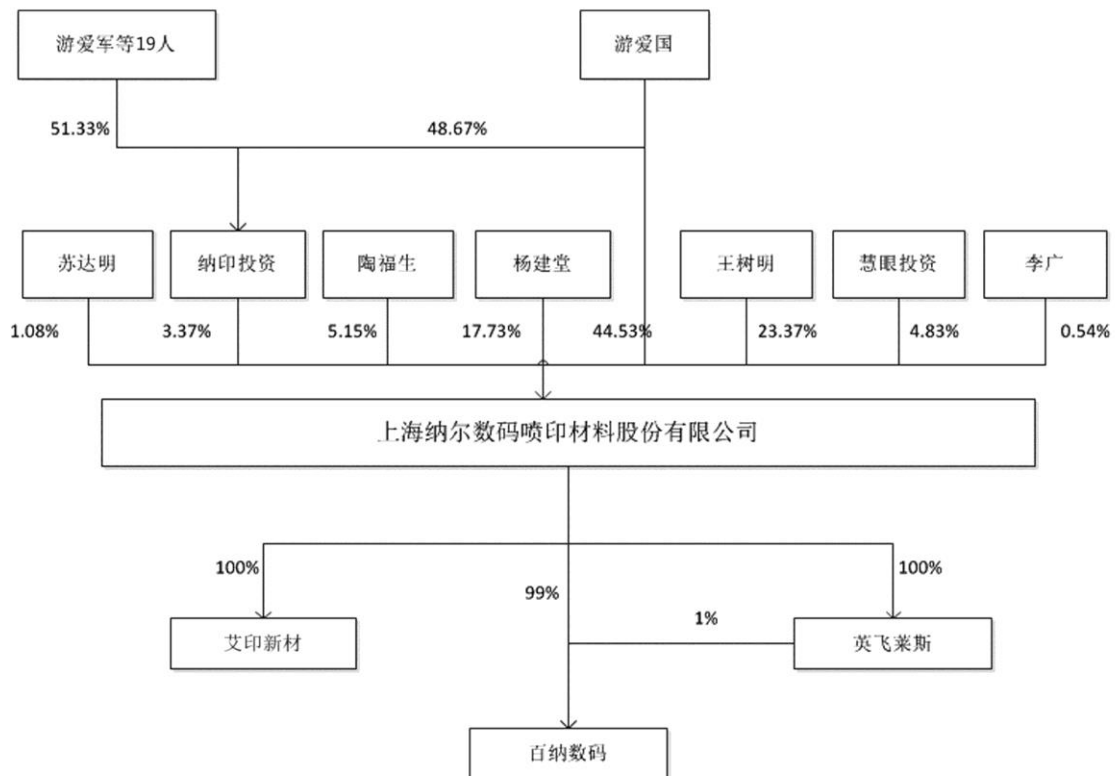 游爱军等19人
游爱国
51.33%
48.67%
苏达明
纳印投资
陶福生
杨建堂
王树明
慧眼投资
李广
1.08%
3.37%
5.15%
17.73%
44.53%
23.37%
4.83%
0.54%
上海纳尔数码喷印材料股份有限公司
100%
99%
100%
1%
艾印新材
英飞莱斯
百纳数码